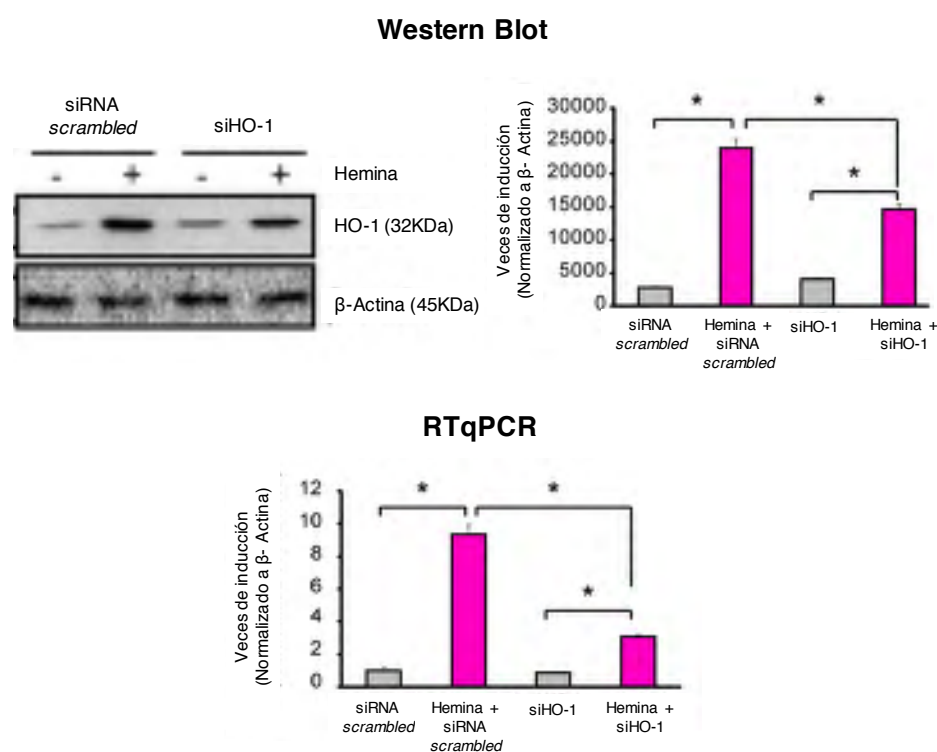 Western Blot
siRNA
scrambled
siHO-1
- + - + Hemina
HO-1 (32KDa)
β-Actina (45KDa)
Veces de inducción
(Normalizado a β- Actina)
30000
25000
20000
15000
10000
5000
0
* * *
siRNA
scrambled
Hemina +
siRNA
scrambled
siHO-1
Hemina +
siHO-1
RTqPCR
Veces de inducción
(Normalizado a β- Actina)
12
10
8
6
4
2
0
* * *
siRNA
scrambled
Hemina +
siRNA
scrambled
siHO-1
Hemina +
siHO-1